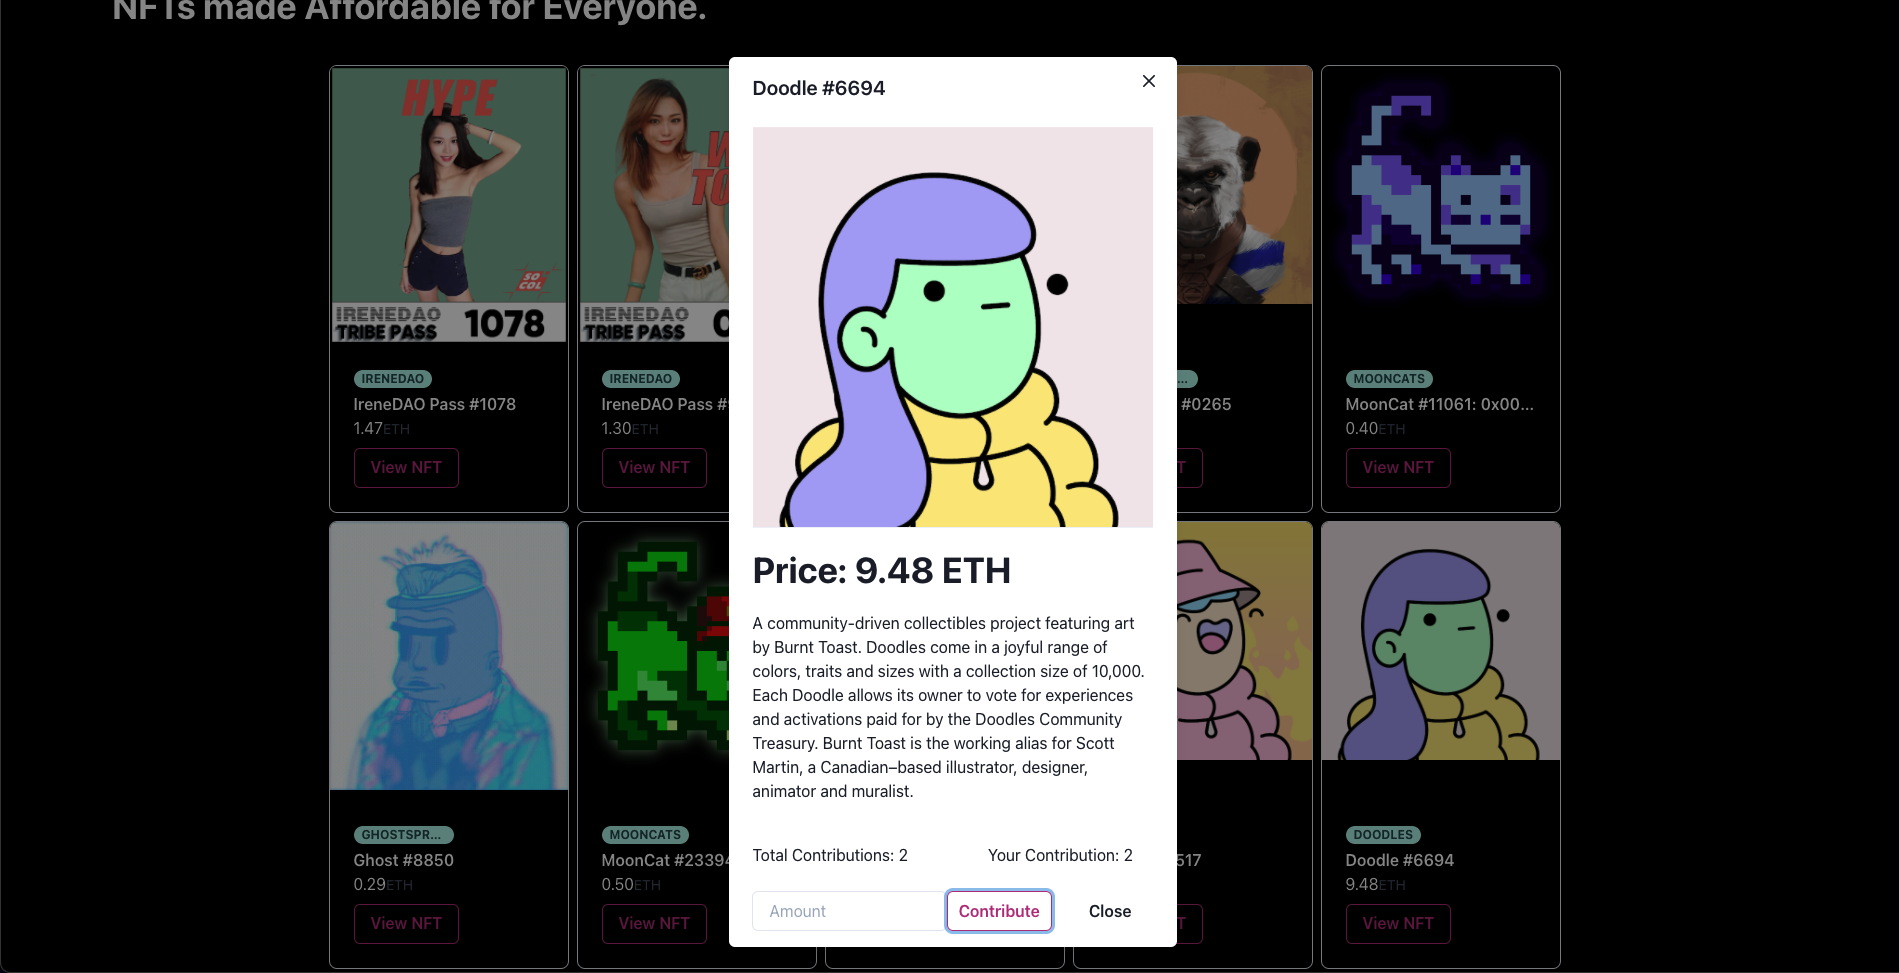 NFTs made Affordable for Everyone.
HYPE
SO
COL
IRENEDAO
TRIBE PASS 1078
IRENEDAO
IreneDAO Pass #1078
1.47ETH
View NFT
IRENEDAO
TRIBE PASS
IRENEDAO
IreneDAO Pass
1.30ETH
View NFT
#0265
MOONCATS
MoonCat #11061: 0x00...
0.40ETH
View NFT
GHOSTSPR...
Ghost #8850
0.29ETH
View NFT
MOONCATS
MoonCat #23394
0.50ETH
View NFT
DOODLES
Doodle #6694
9.48ETH
View NFT
Doodle #6694
Price: 9.48 ETH
A community-driven collectibles project featuring art
by Burnt Toast. Doodles come in a joyful range of
colors, traits and sizes with a collection size of 10,000.
Each Doodle allows its owner to vote for experiences
and activations paid for by the Doodles Community
Treasury. Burnt Toast is the working alias for Scott
Martin, a Canadian–based illustrator, designer,
animator and muralist.
Total Contributions: 2
Your Contribution: 2
Amount
Contribute
Close